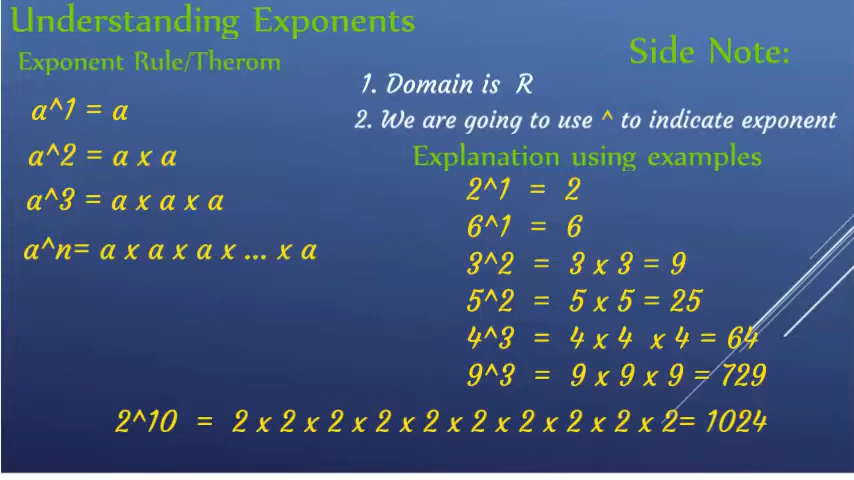 Understanding Exponents
Exponent Rule/Therom
a^1 = a
a^2 = a x a
a^3 = a x a x a
a^n= a x a x a x ... x a
Side Note:
1. Domain is R
2. We are going to use ^ to indicate exponent
Explanation using examples
2^1 = 2
6^1 = 6
3^2 = 3 x 3 = 9
5^2 = 5 x 5 = 25
4^3 = 4 x 4 x 4 = 64
9^3 = 9 x 9 x 9 = 729
2^10 = 2 x 2 x 2 x 2 x 2 x 2 x 2 x 2 x 2 x 2= 1024